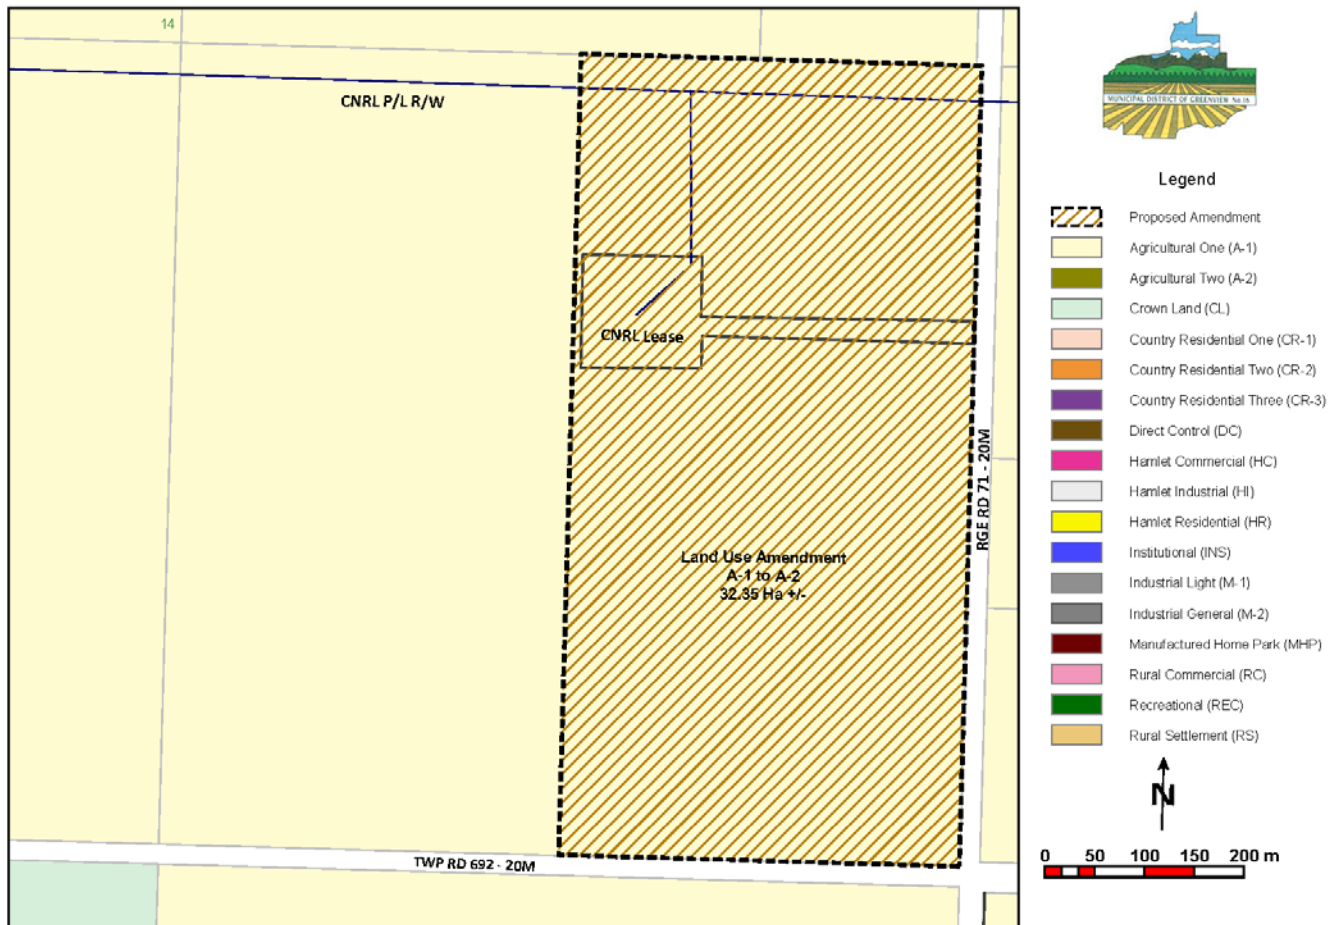 14
CNRL P/L R/W
CNRL Lease
RGE RD 71 - 20M
Land Use Amendment
A-1 to A-2
32.35 Ha +/-
TWP RD 692 - 20M
MUNICIPAL DISTRICT OF GREENVIEW No.16
Legend
Proposed Amendment
Agricultural One (A-1)
Agricultural Two (A-2)
Crown Land (CL)
Country Residential One (CR-1)
Country Residential Two (CR-2)
Country Residential Three (CR-3)
Direct Control (DC)
Hamlet Commercial (HC)
Hamlet Industrial (HI)
Hamlet Residential (HR)
Institutional (INS)
Industrial Light (M-1)
Industrial General (M-2)
Manufactured Home Park (MHP)
Rural Commercial (RC)
Recreational (REC)
Rural Settlement (RS)
N
0 50 100 150 200 m